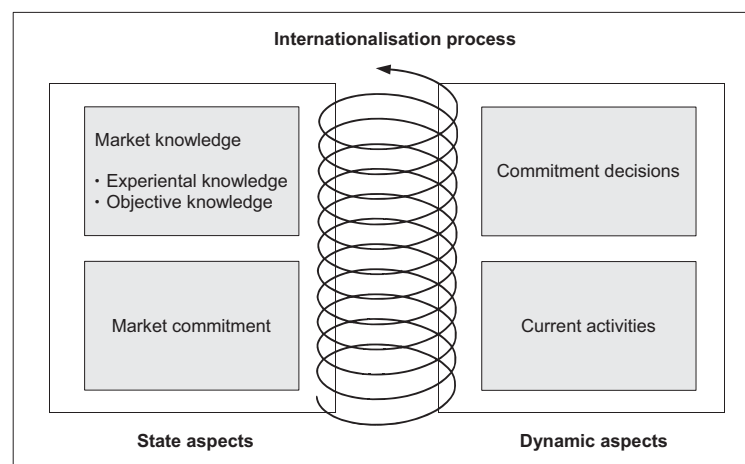 Internationalisation process
Market knowledge
• Experiental knowledge
• Objective knowledge
Market commitment
Commitment decisions
Current activities
State aspects
Dynamic aspects